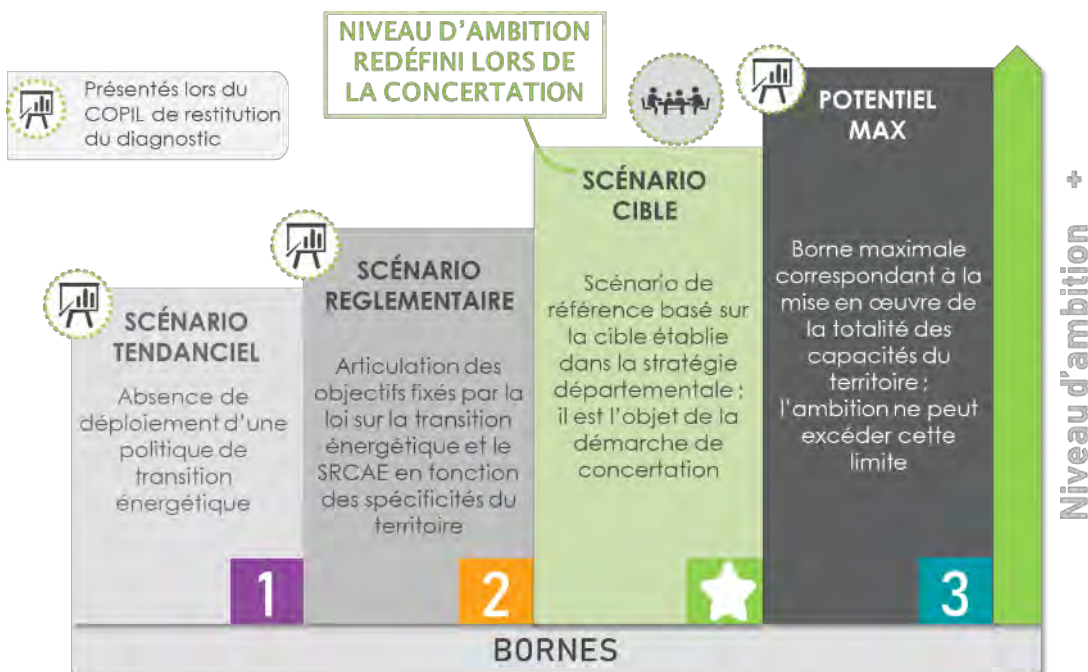 NIVEAU D'AMBITION
REDÉFINI LORS DE
LA CONCERTATION
Présentés lors du
COPIL de restitution
du diagnostic
SCÉNARIO
TENDANCIEL
Absence de
déploiement d'une
politique de
transition
énergétique
1
SCÉNARIO
REGLEMENTAIRE
Articulation des
objectifs fixés par la
loi sur la transition
énergétique et le
SRCAE en fonction
des spécificités du
territoire
2
SCÉNARIO
CIBLE
Scénario de
référence basé sur
la cible établie
dans la stratégie
départementale ;
il est l'objet de la
démarche de
concertation
POTENTIEL
MAX
Borne maximale
correspondant à la
mise en œuvre de
la totalité des
capacités du
territoire ;
l'ambition ne peut
excéder cette
limite
3
Niveau d'ambition +
BORNES